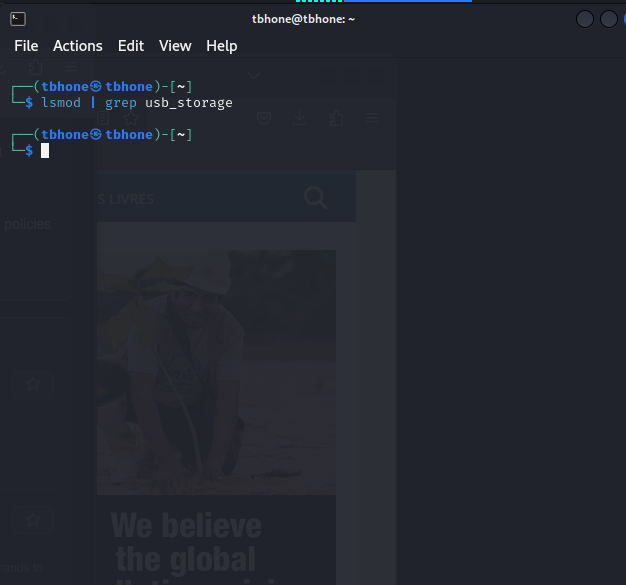 tbhone@tbhone: ~
File Actions Edit View Help
┌──(tbhone㉿tbhone)-[~]
└─$ lsmod | grep usb_storage
┌──(tbhone㉿tbhone)-[~]
└─$
S LIVRES
policies
We believe
the global